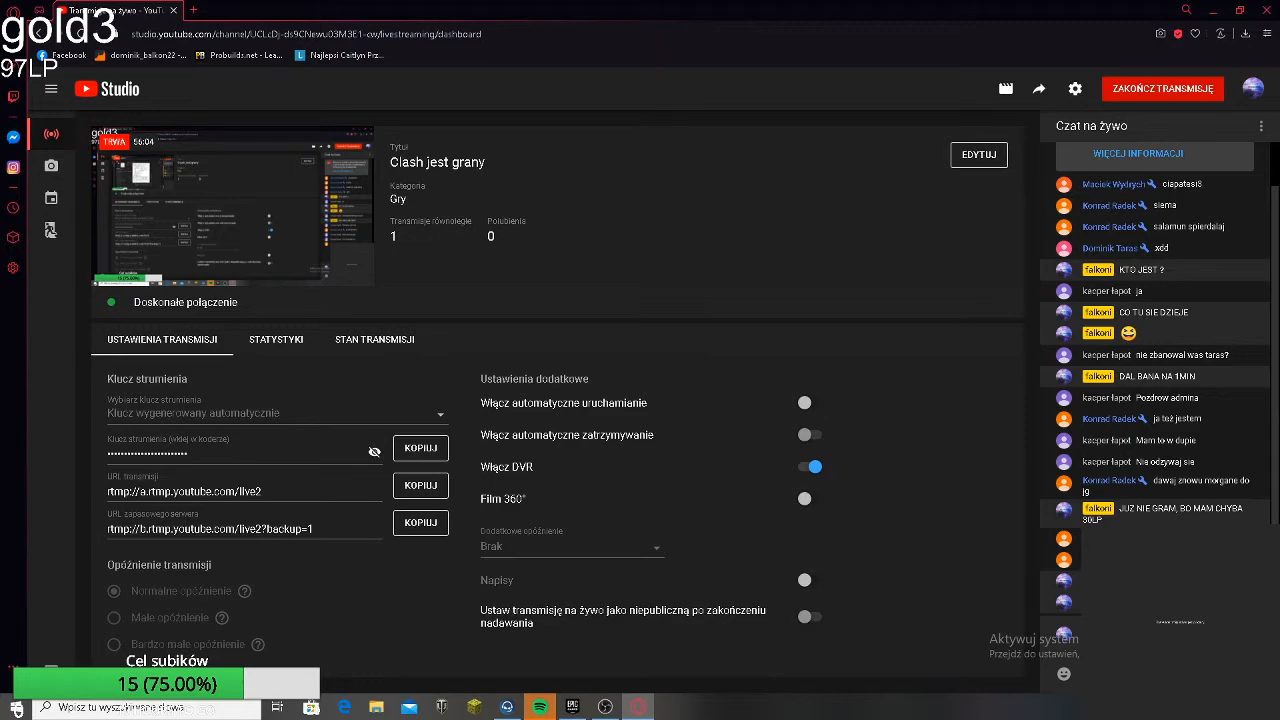 Transmisja na żywo - YouTu
gold3
97LP
studio.youtube.com/channel/UCLcDj-ds9CNewu03M3E1-cw/livestreaming/dashboard
Facebook
dominik_balkon22 -...
Probuilds.net - Lea...
Najlepsi Caitlyn Prz...
Studio
ZAKOŃCZ TRANSMISJĘ
gold3
TRWA 56:04
Tytuł
Clash jest grany
EDYTUJ
Kategoria
Gry
Transmisje równoległe Polubienia
1 0
15 (75.00%)
Doskonałe połączenie
USTAWIENIA TRANSMISJI STATYSTYKI STAN TRANSMISJI
Klucz strumienia
Wybierz klucz strumienia
Klucz wygenerowany automatycznie
Klucz strumienia (wklej w koderze)
KOPIUJ
URL transmisji
rtmp://a.rtmp.youtube.com/live2
KOPIUJ
URL zapasowego serwera
rtmp://b.rtmp.youtube.com/live2?backup=1
KOPIUJ
Opóźnienie transmisji
Normalne opóźnienie
Małe opóźnienie
Bardzo małe opóźnienie
Ustawienia dodatkowe
Włącz automatyczne uruchamianie
Włącz automatyczne zatrzymywanie
Włącz DVR
Film 360°
Dodatkowe opóźnienie
Brak
Napisy
Ustaw transmisję na żywo jako niepubliczną po zakończeniu
nadawania
Czat na żywo
WIĘCEJ INFORMACJI
Maciek Wydrych ciapatasi3
Konrad Radek siema
Konrad Radek salamun spierdalaj
Dominik Taras xdd
falkoni KTO JEST ?
kacper łapot ja
falkoni CO TU SIE DZIEJE
falkoni 😆
kacper łapot nie zbanował was taras?
falkoni DAL BANA NA 1MIN
kacper łapot Pozdrow admina
Konrad Radek ja też jestem
kacper łapot Mam to w dupie
kacper łapot Nie odzywaj sie
Konrad Radek dawaj znowu morgane do
jg
falkoni JUZ NIE GRAM, BO MAM CHYBA
80LP
Aktywuj system
Przejdź do ustawień,
Cel subików
15 (75.00%)
Wpisz tu wyszukiwane słowa